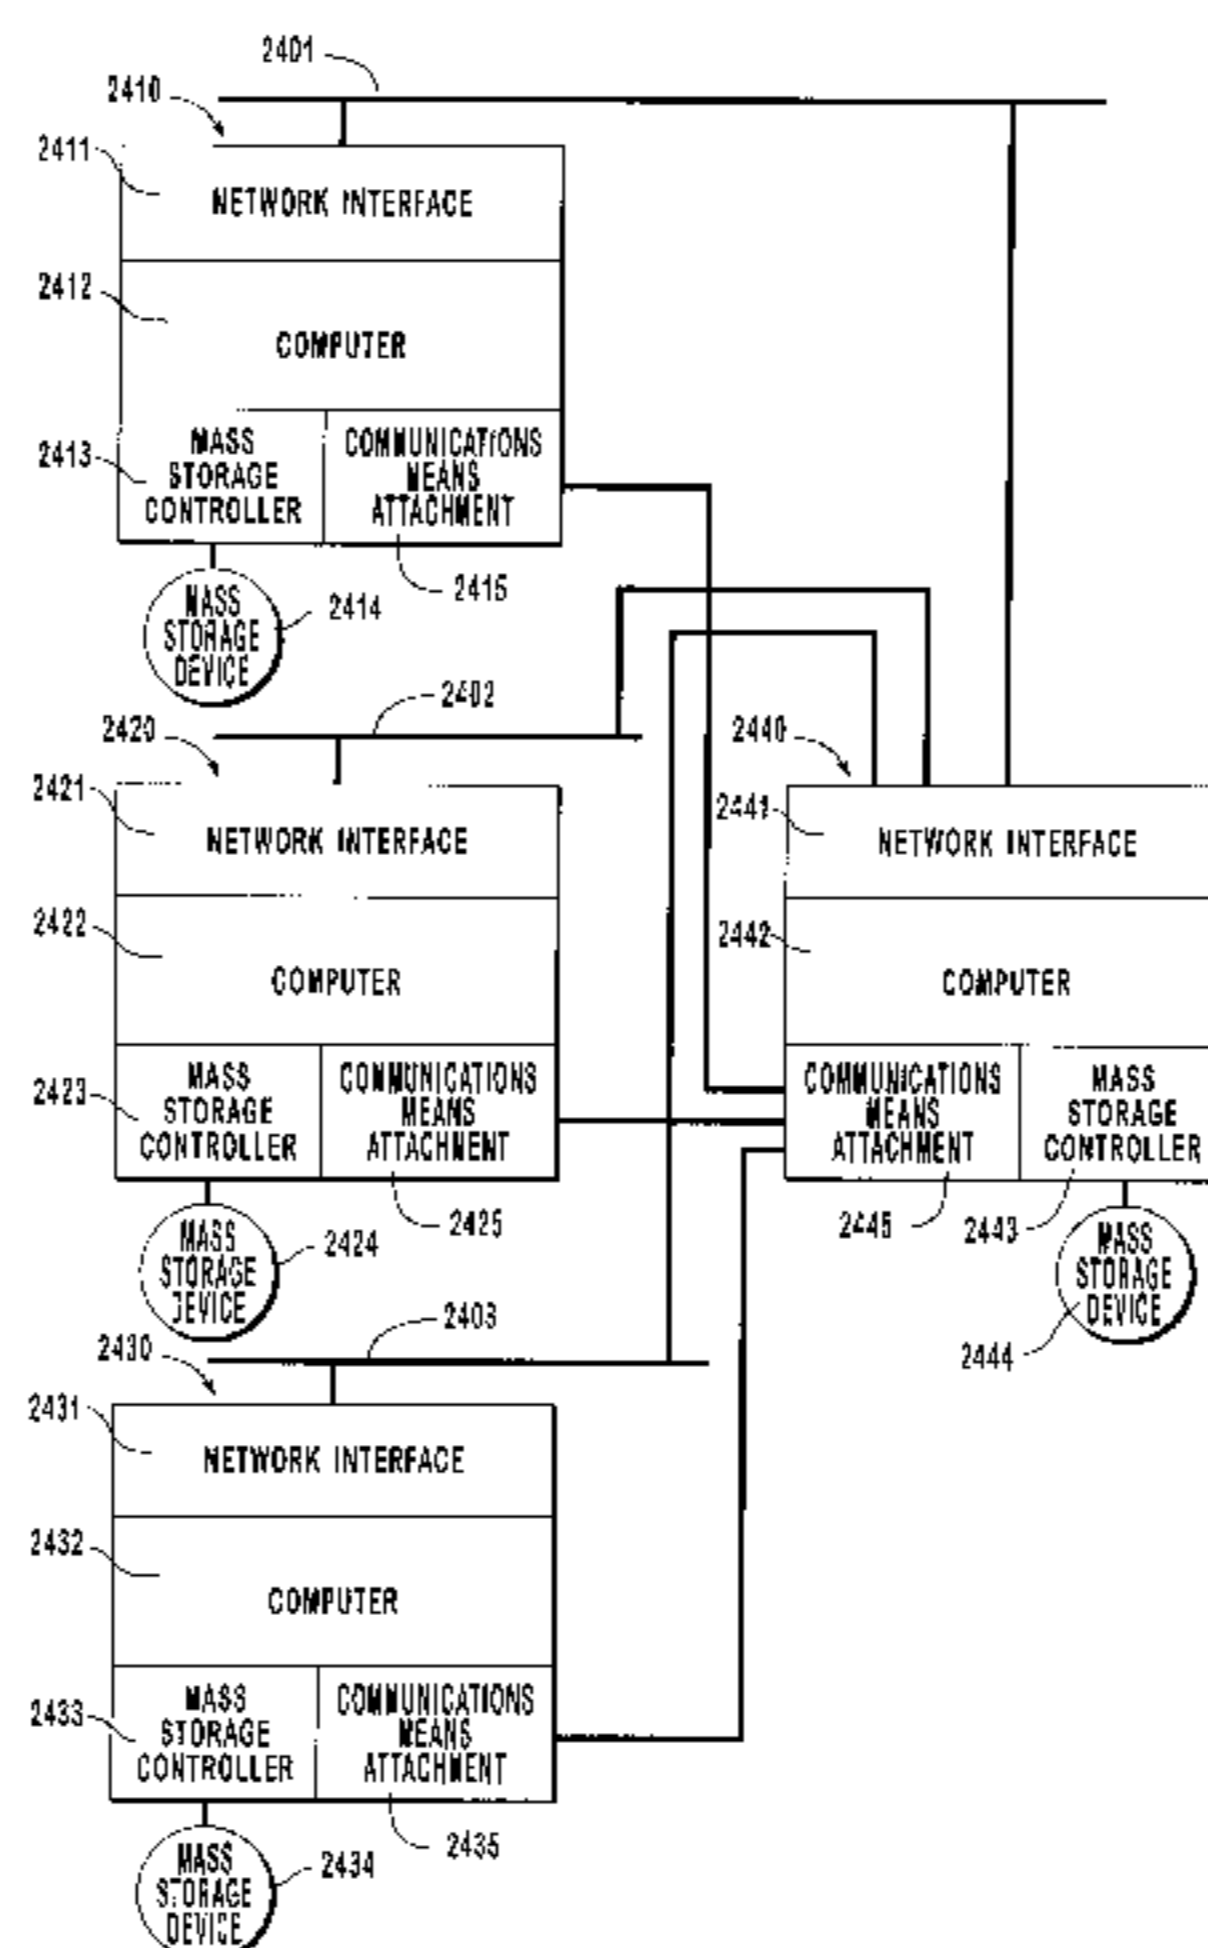 2401
2410
2411
NETWORK INTERFACE
2412
COMPUTER
2413
MASS
STORAGE
CONTROLLER
COMMUNICATIONS
MEANS
ATTACHMENT
2415
MASS
STORAGE
DEVICE
2414
2402
2420
2421
NETWORK INTERFACE
2422
COMPUTER
2423
MASS
STORAGE
CONTROLLER
COMMUNICATIONS
MEANS
ATTACHMENT
2425
MASS
STORAGE
DEVICE
2424
2440
2441
NETWORK INTERFACE
2442
COMPUTER
COMMUNICATIONS
MEANS
ATTACHMENT
MASS
STORAGE
CONTROLLER
2445
2443
MASS
STORAGE
DEVICE
2444
2403
2430
2431
NETWORK INTERFACE
2432
COMPUTER
2433
MASS
STORAGE
CONTROLLER
COMMUNICATIONS
MEANS
ATTACHMENT
2435
MASS
STORAGE
DEVICE
2434